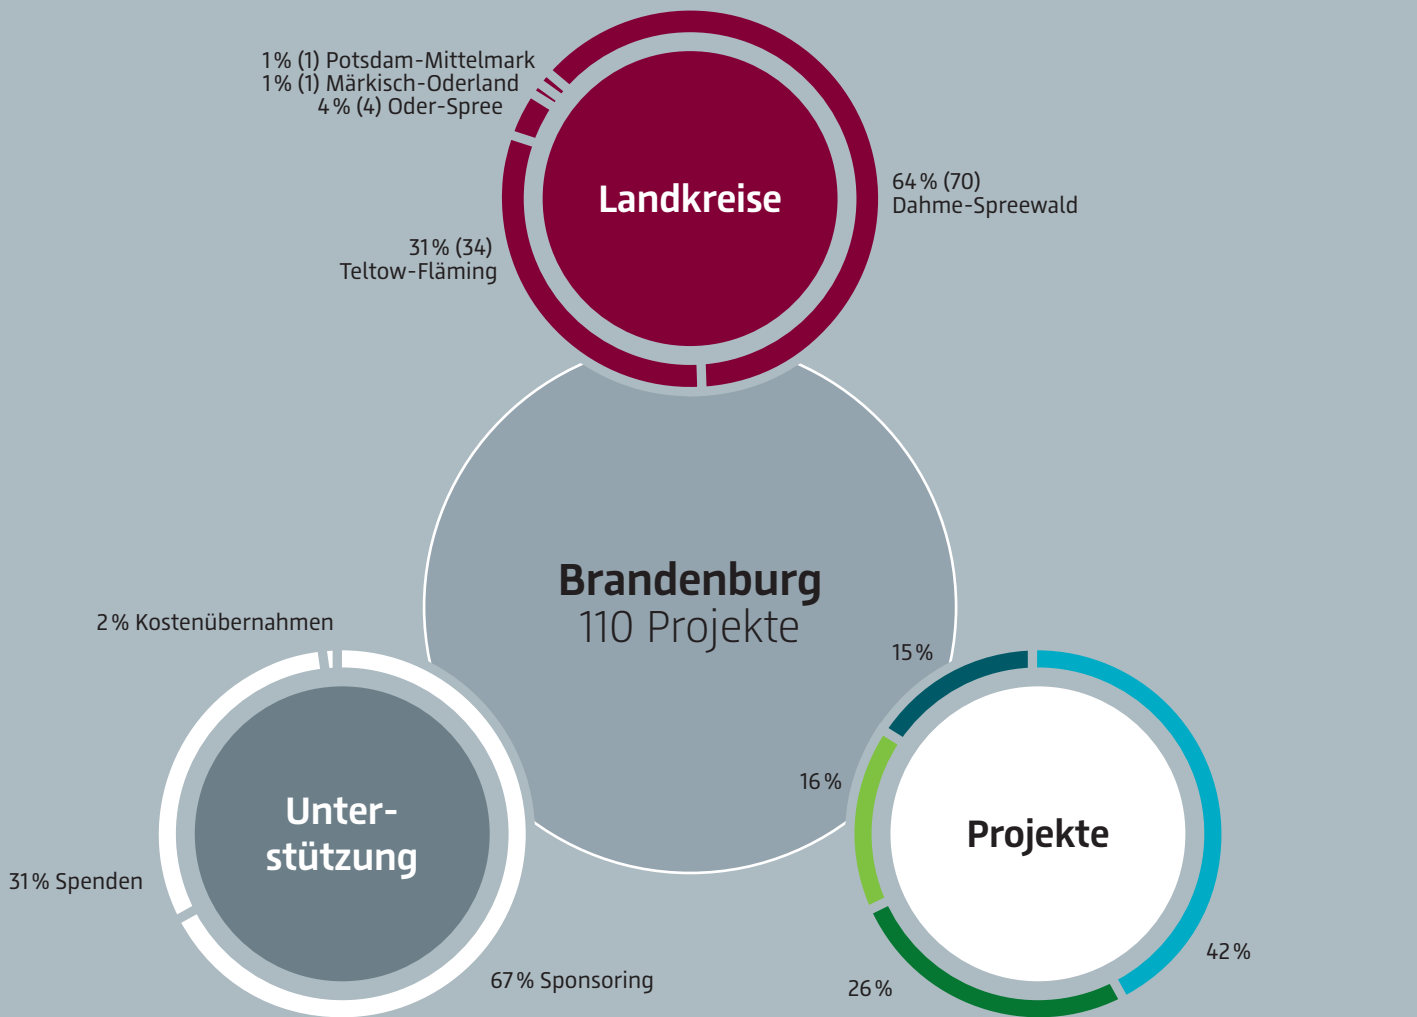 1% (1) Potsdam-Mittelmark
1% (1) Märkisch-Oderland
4% (4) Oder-Spree
Landkreise
64% (70)
Dahme-Spreewald
31% (34)
Teltow-Fläming
Brandenburg
110 Projekte
2% Kostenübernahmen
Unter-
stützung
31% Spenden
67% Sponsoring
15%
16%
Projekte
42%
26%